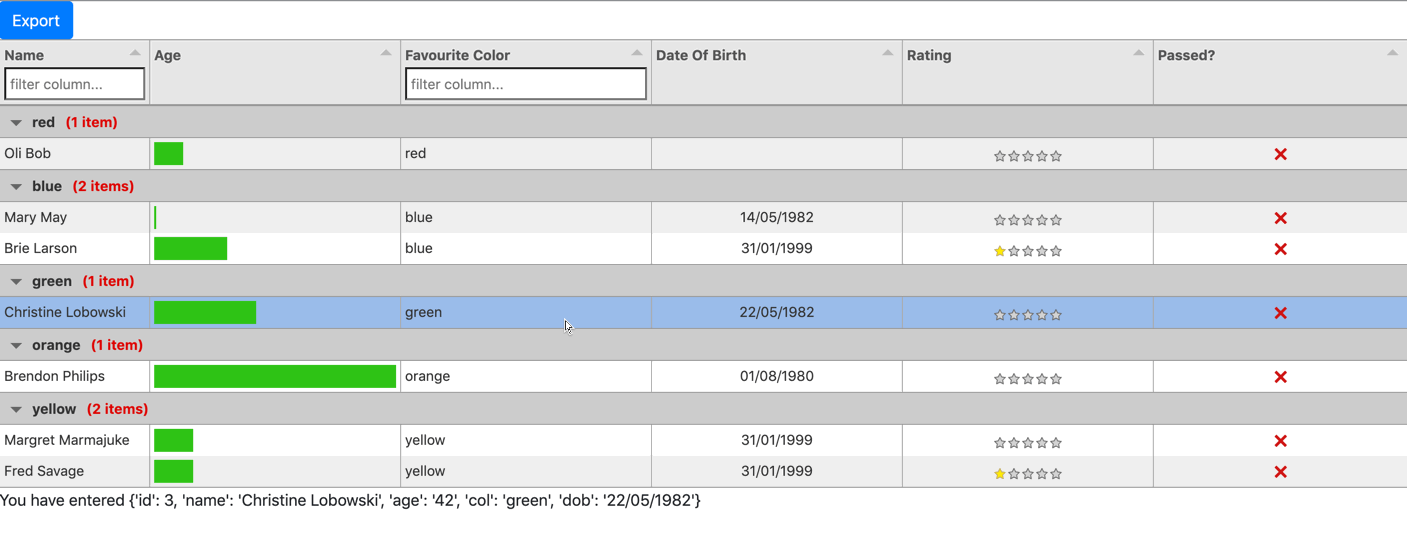 Export
Name Age Favourite Color Date Of Birth Rating Passed?
filter column... filter column...
red (1 item)
Oli Bob red
blue (2 items)
Mary May blue 14/05/1982
Brie Larson blue 31/01/1999
green (1 item)
Christine Lobowski green 22/05/1982
orange (1 item)
Brendon Philips orange 01/08/1980
yellow (2 items)
Margret Marmajuke yellow 31/01/1999
Fred Savage yellow 31/01/1999
You have entered {'id': 3, 'name': 'Christine Lobowski', 'age': '42', 'col': 'green', 'dob': '22/05/1982'}